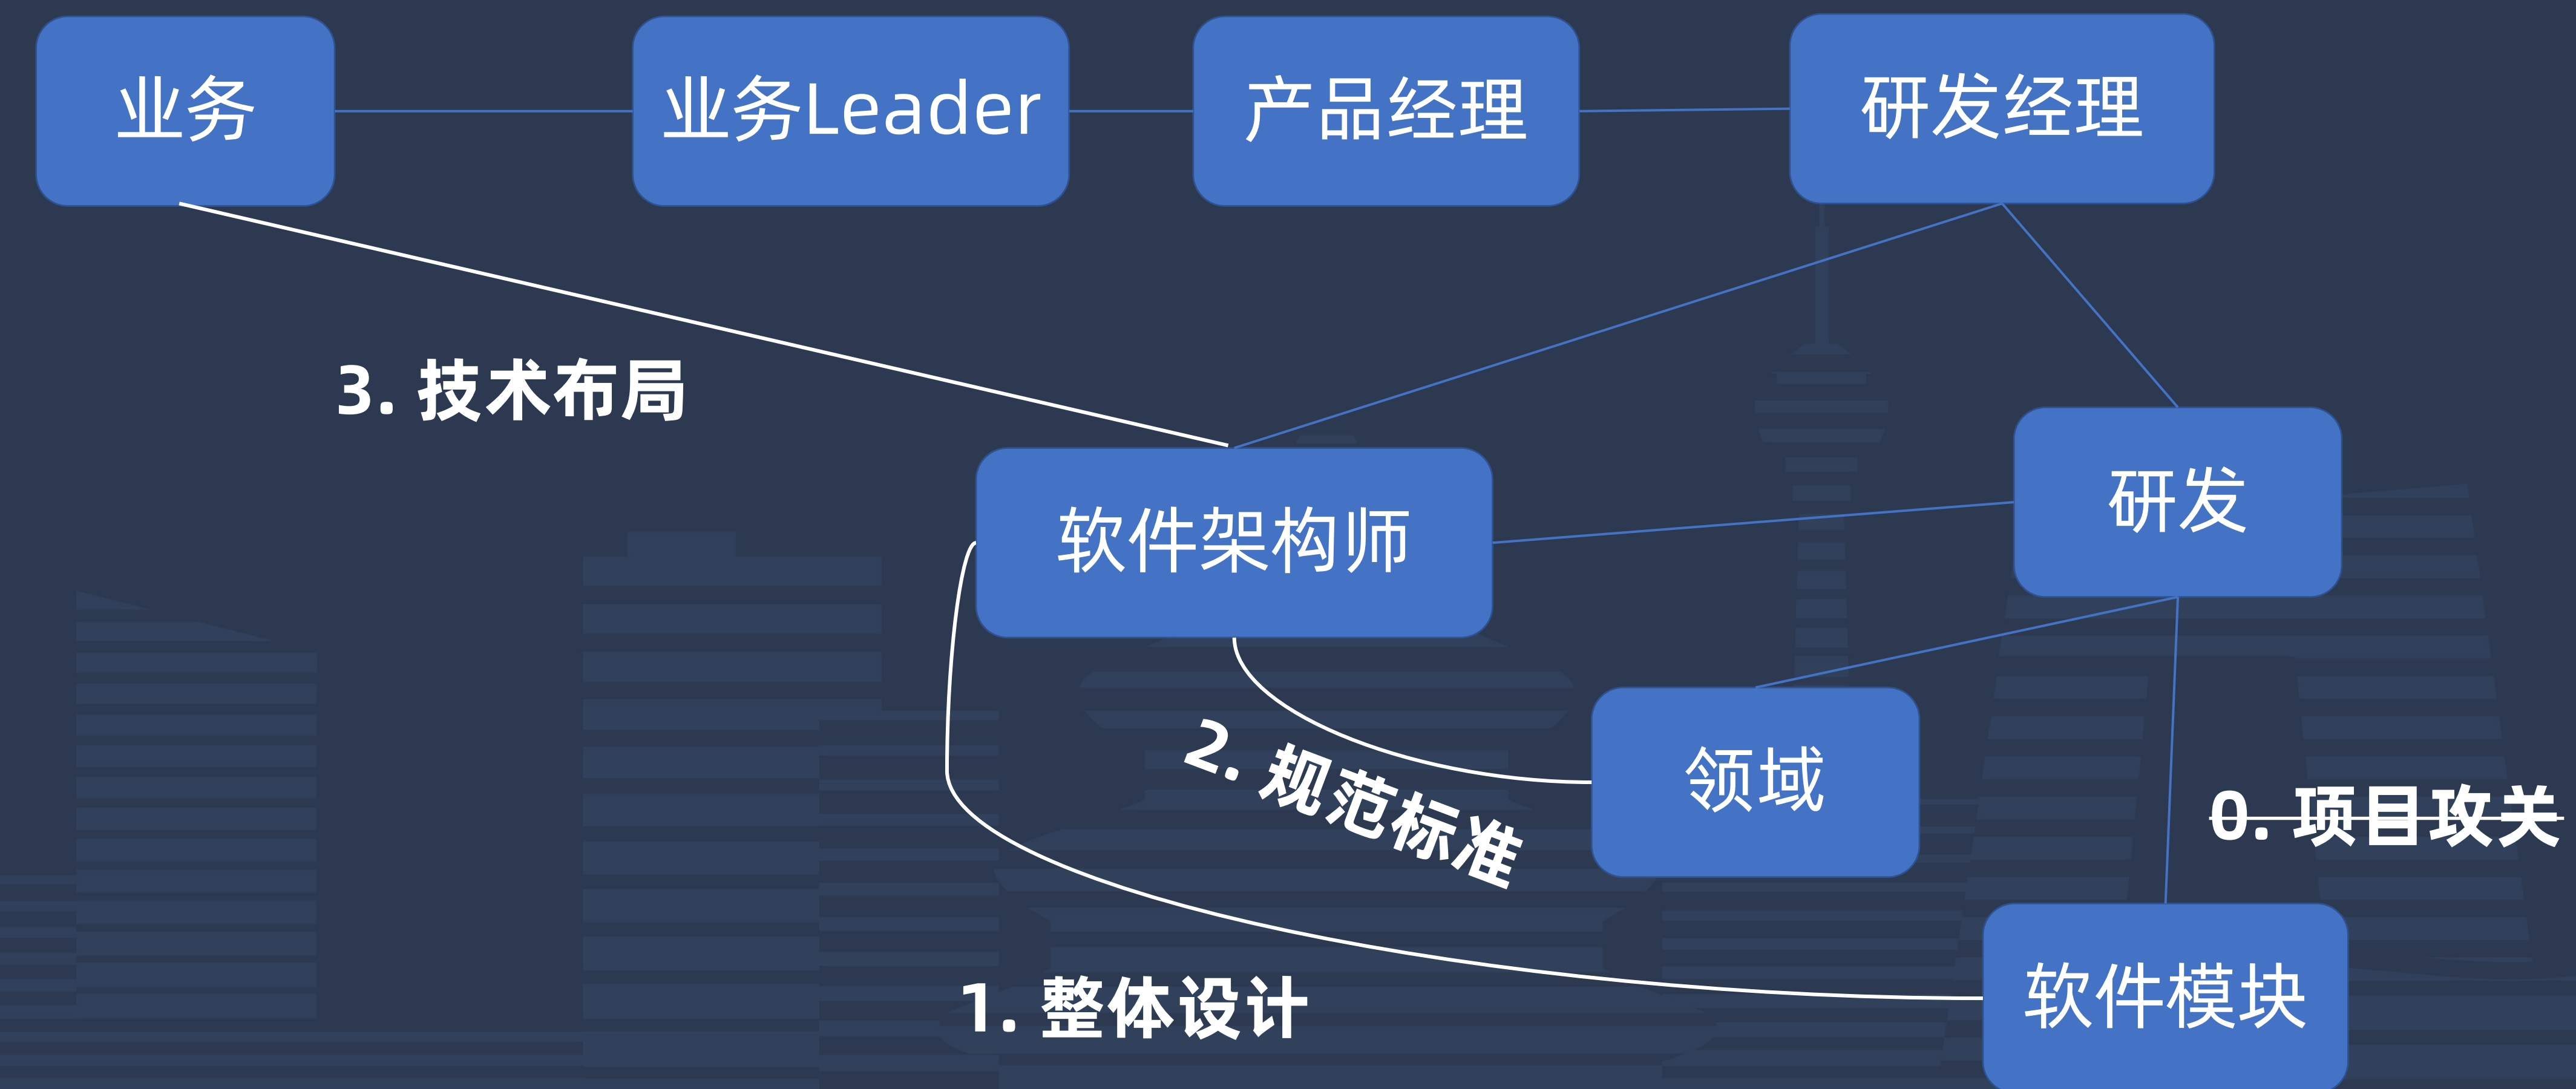 业务
业务Leader
产品经理
研发经理
3. 技术布局
软件架构师
研发
2. 规范标准
领域
0. 项目攻关
1. 整体设计
软件模块